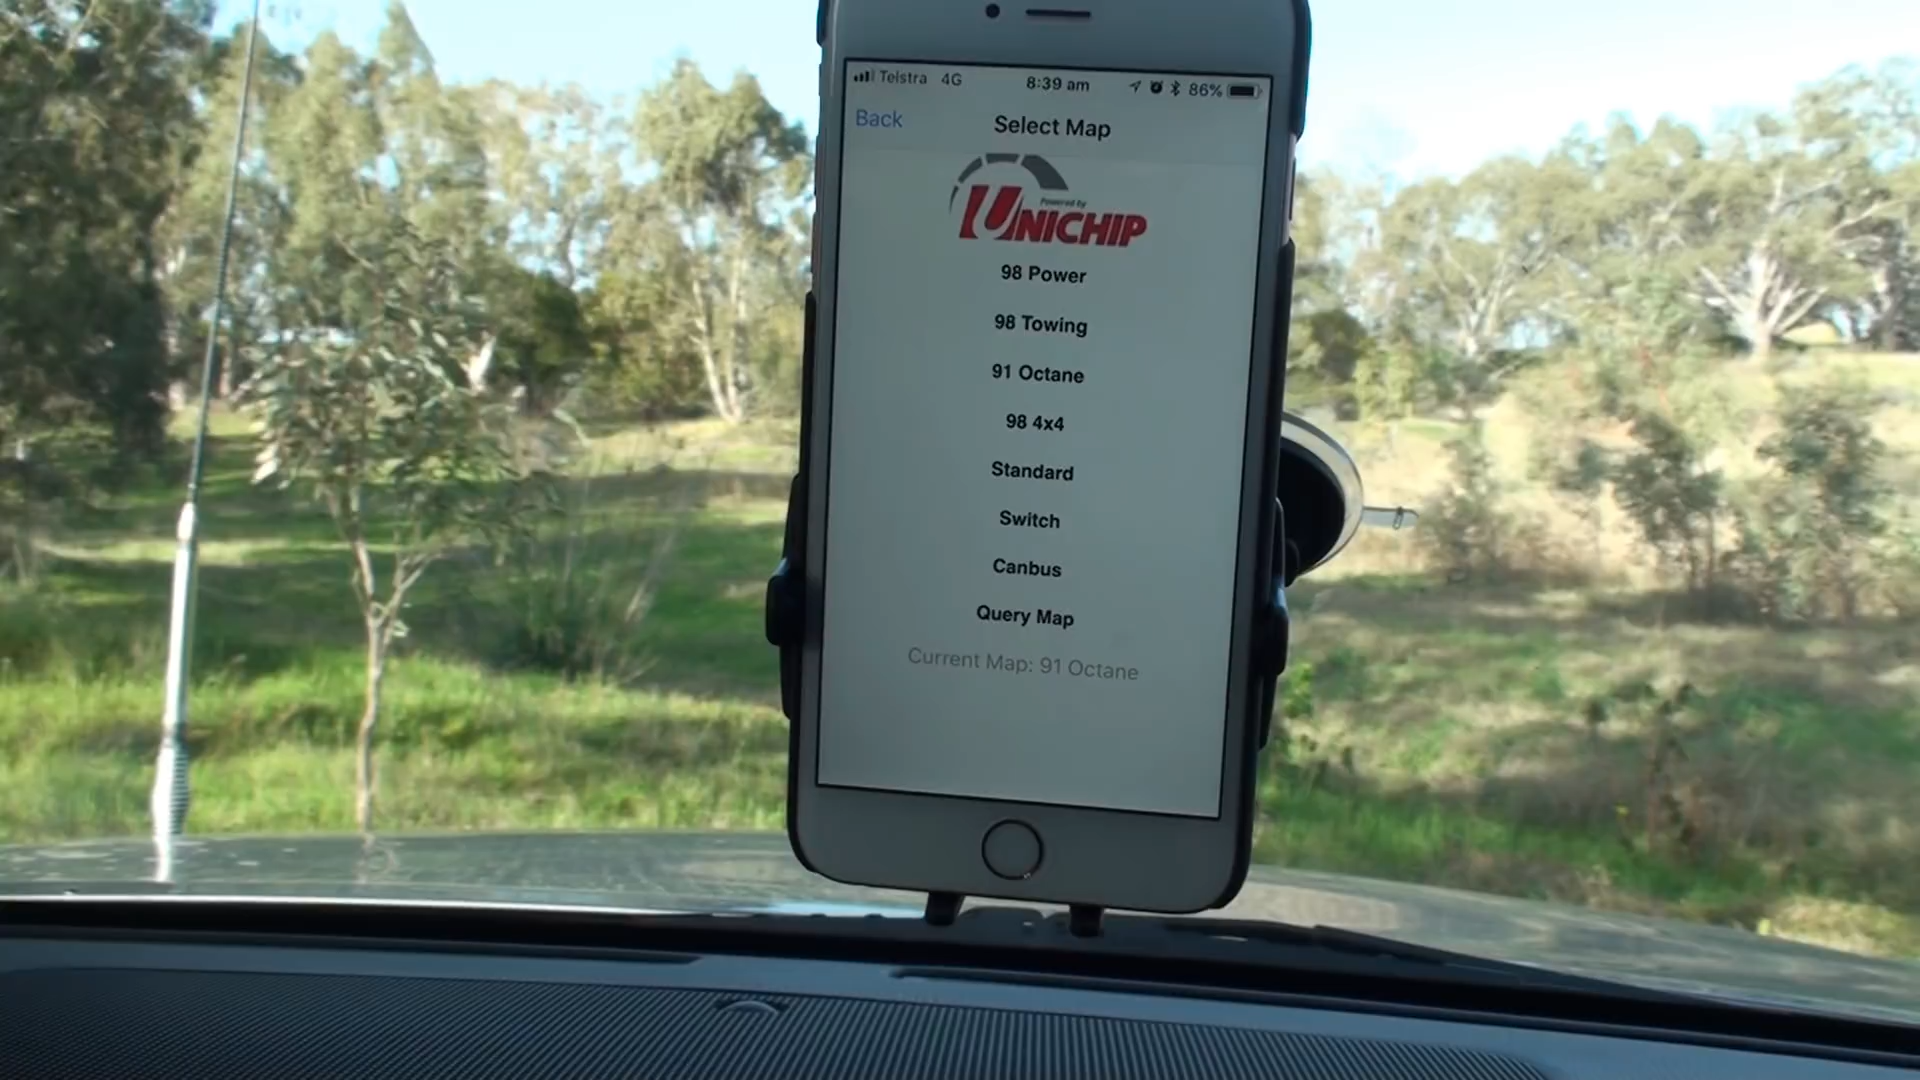 Telstra 4G 8:39 am 86%
Back
Select Map
Powered by
UNICHIP
98 Power
98 Towing
91 Octane
98 4x4
Standard
Switch
Canbus
Query Map
Current Map: 91 Octane